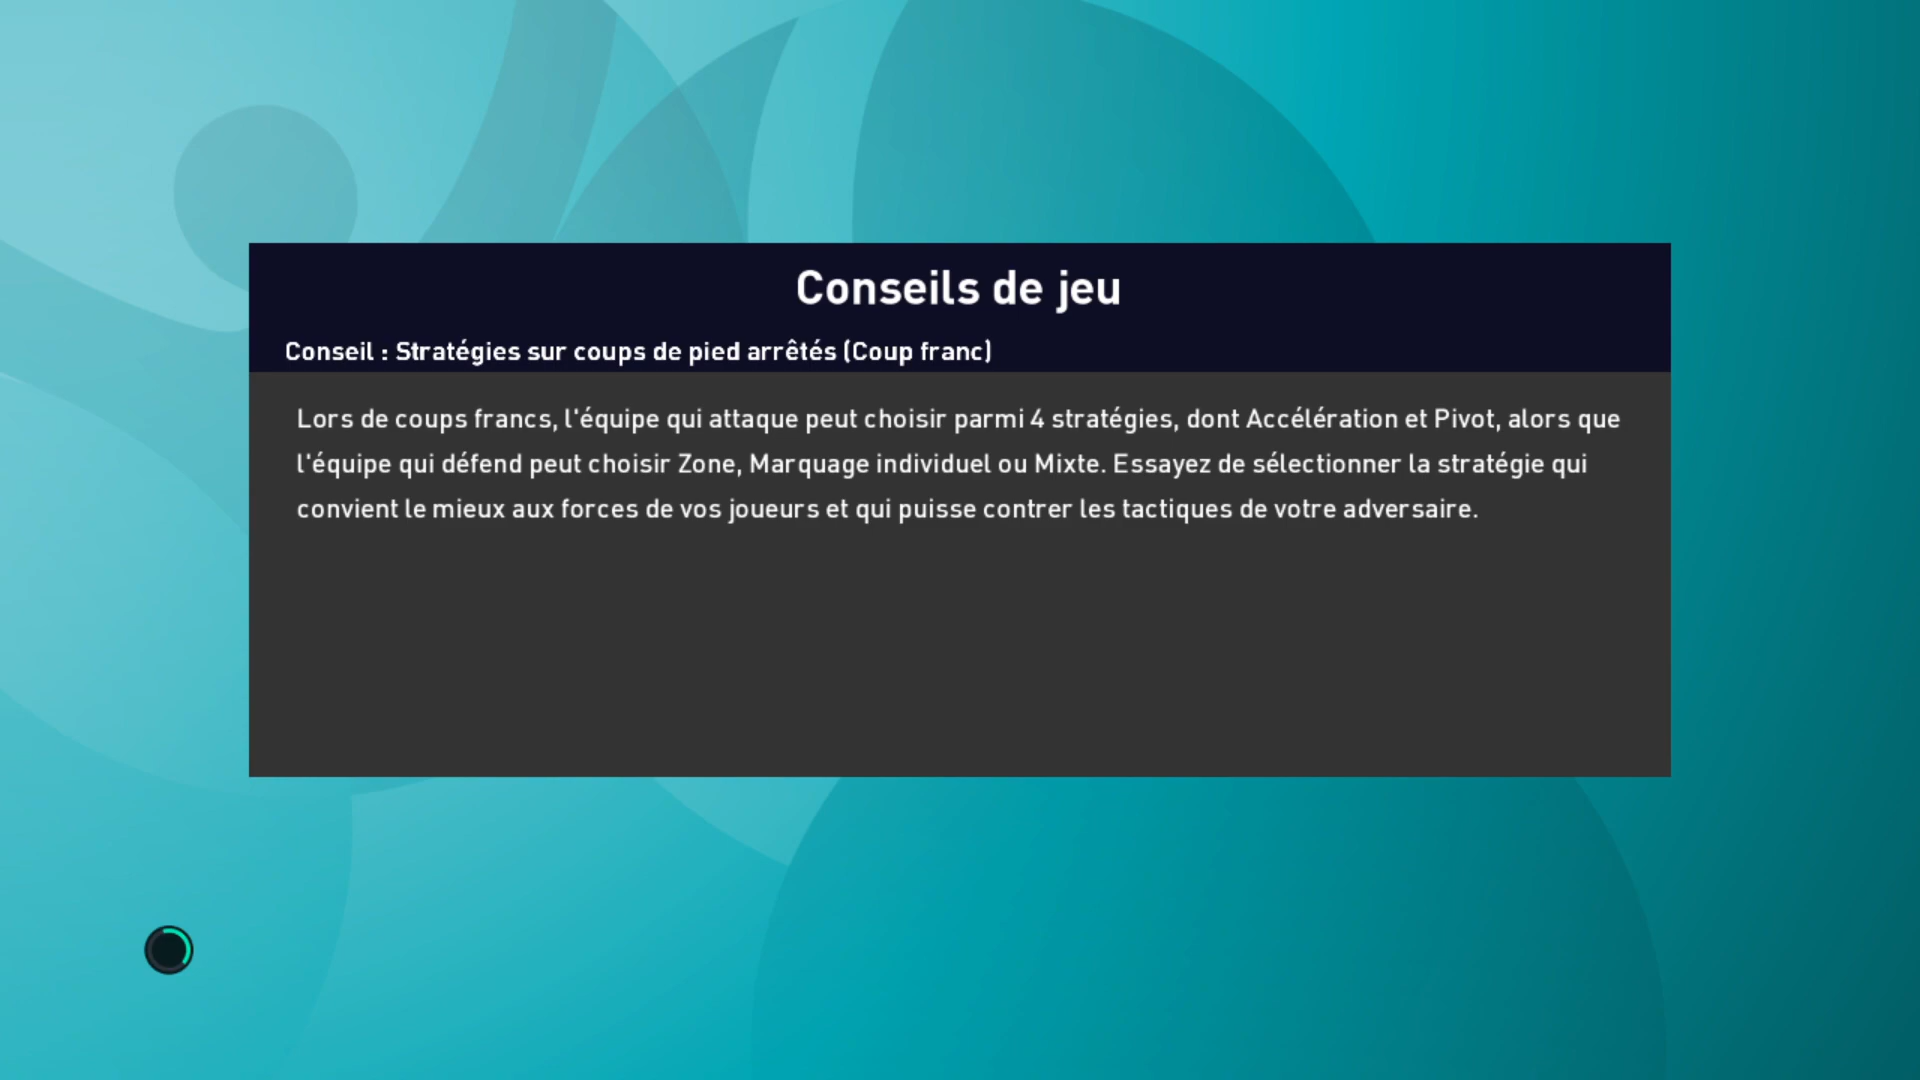 Conseils de jeu
Conseil : Stratégies sur coups de pied arrêtés (Coup franc)
Lors de coups francs, l'équipe qui attaque peut choisir parmi 4 stratégies, dont Accélération et Pivot, alors que
l'équipe qui défend peut choisir Zone, Marquage individuel ou Mixte. Essayez de sélectionner la stratégie qui
convient le mieux aux forces de vos joueurs et qui puisse contrer les tactiques de votre adversaire.